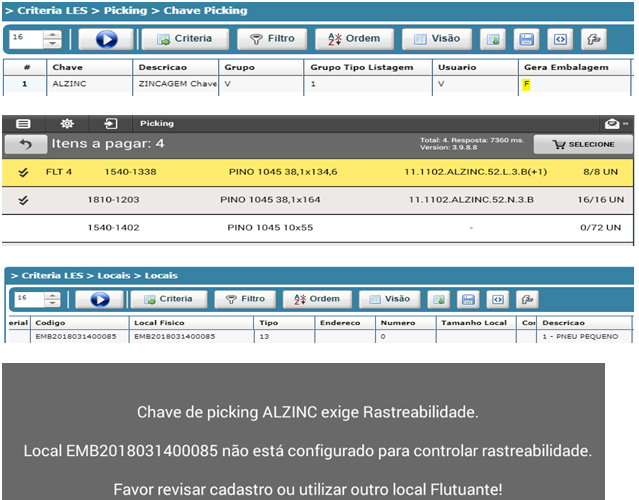 > Criteria LES > Picking > Chave Picking
16 Criteria Filtro Ordem Visão
# Chave Descricao Grupo Grupo Tipo Listagem Usuario Gera Embalagem
1 ALZINC ZINCAGEM Chave V 1 V F
Picking
Itens a pagar: 4 Total: 4. Resposta: 7360 ms. SELECIONE
Version: 3.9.8.8
FLT 4 1540-1338 PINO 1045 38,1x134,6 11.1102.ALZINC.52.L.3.B(+1) 8/8 UN
1810-1203 PINO 1045 38,1x164 11.1102.ALZINC.52.N.3.B 16/16 UN
1540-1402 PINO 1045 10x55 - 0/72 UN
> Criteria LES > Locais > Locais
16 Criteria Filtro Ordem Visão
erial Codigo Local Fisico Tipo Endereco Numero Tamanho Local Co Descricao
EMB2018031400085 EMB2018031400085 13 0 1 - PNEU PEQUENO
Chave de picking ALZINC exige Rastreabilidade.
Local EMB2018031400085 não está configurado para controlar rastreabilidade.
Favor revisar cadastro ou utilizar outro local Flutuante!